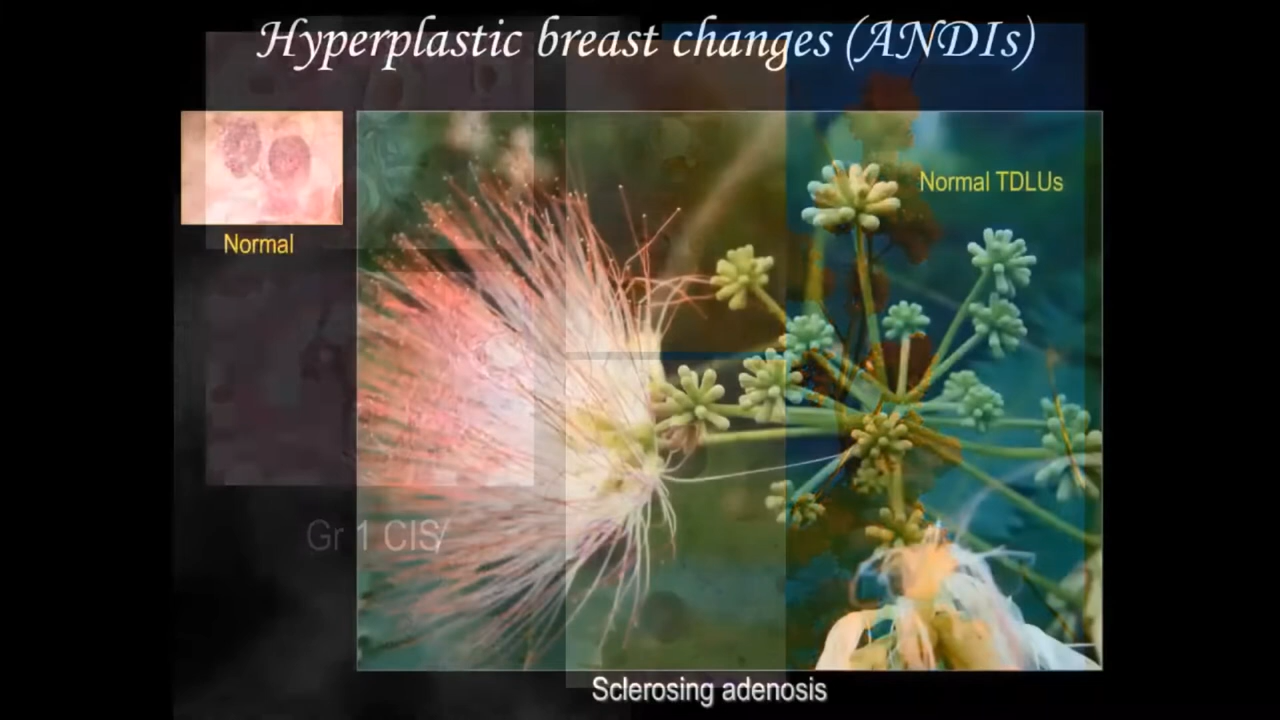 Hyperplastic breast changes (ANDIs)
Normal TDLUs
Normal
Gr 1 CIS/
Sclerosing adenosis